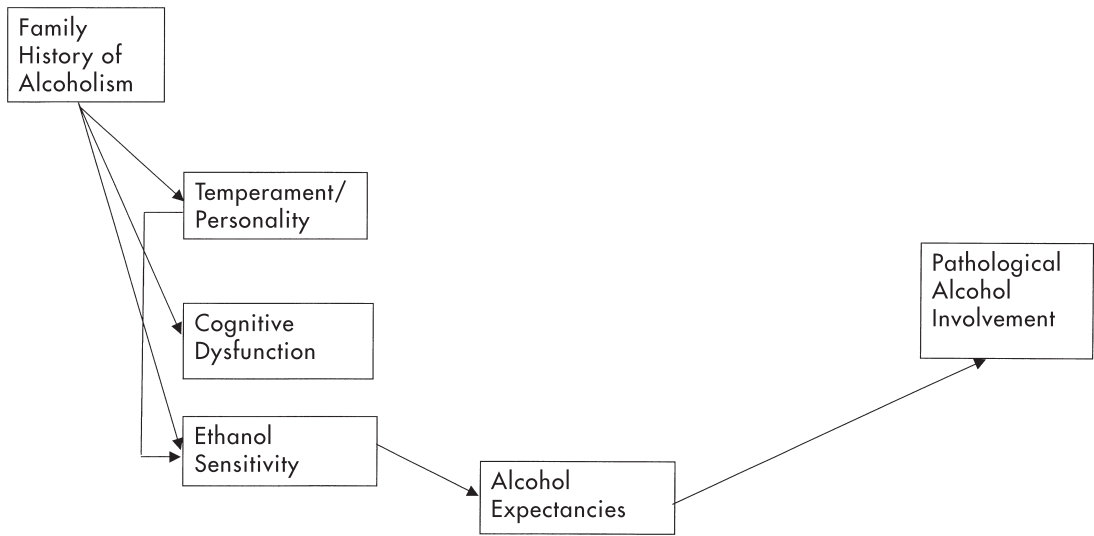 Family
History of
Alcoholism
Temperament/
Personality
Cognitive
Dysfunction
Ethanol
Sensitivity
Alcohol
Expectancies
Pathological
Alcohol
Involvement